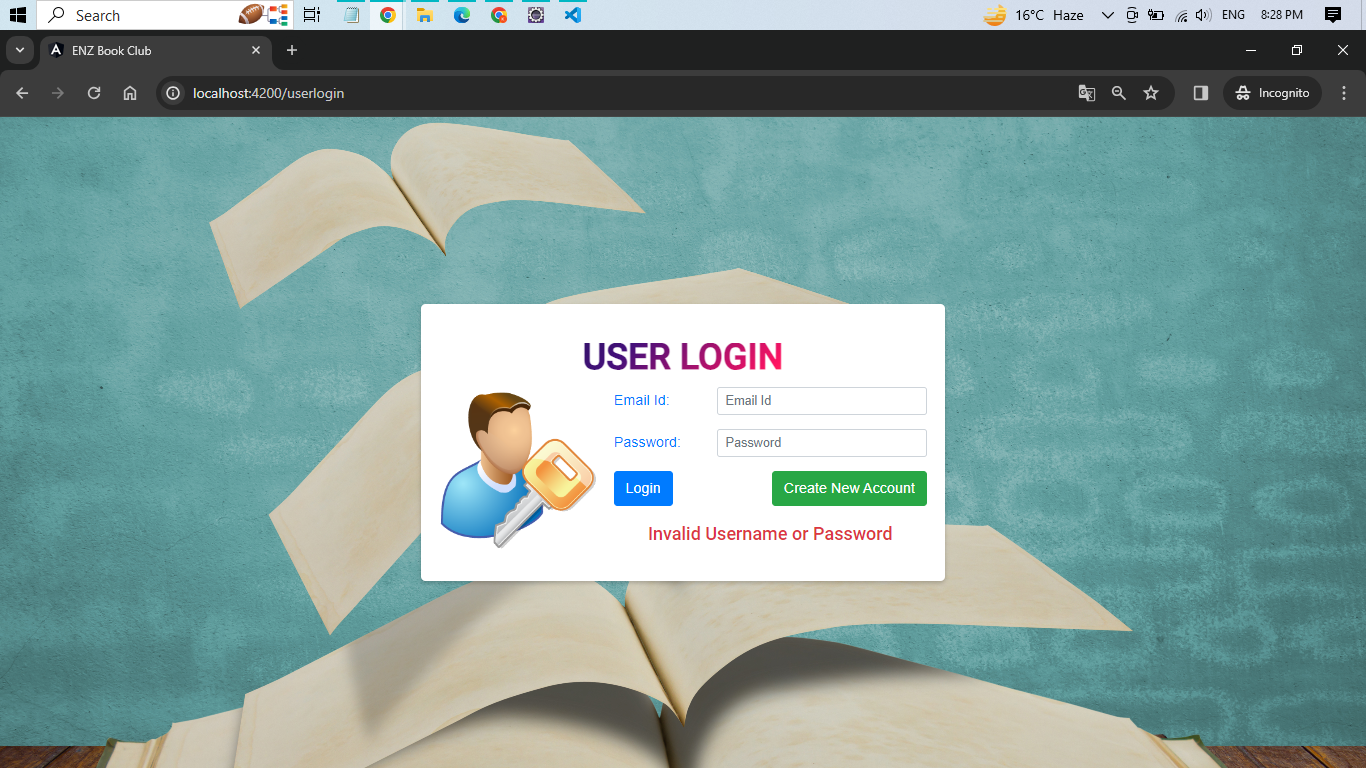 Search
16°C Haze
ENG
8:28 PM
ENZ Book Club
localhost:4200/userlogin
Incognito
USER LOGIN
Email Id:
Email Id
Password:
Password
Login
Create New Account
Invalid Username or Password